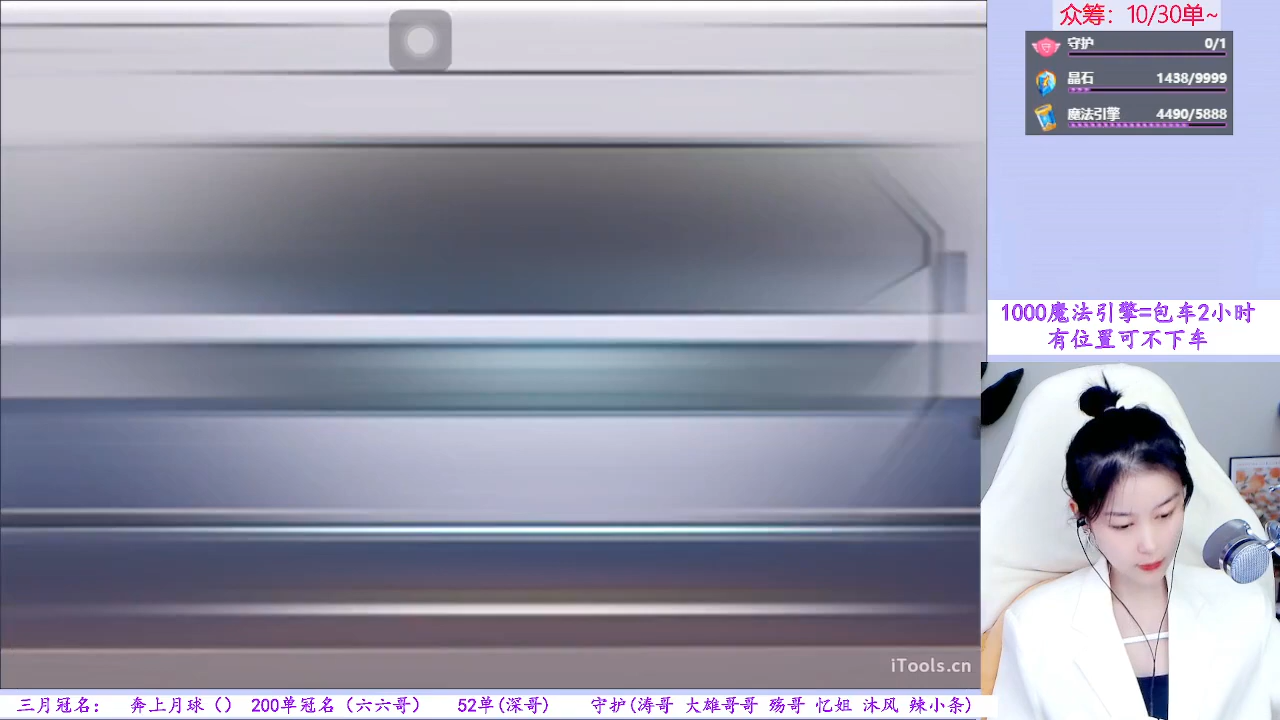 众筹：10/30单~
守护 0/1
晶石 1438/9999
魔法引擎 4490/5888
1000魔法引擎=包车2小时
有位置可不下车
iTools.cn
三月冠名： 奔上月球（） 200单冠名（六六哥） 52单(深哥) 守护(涛哥 大雄哥哥 殇哥 忆姐 沐风 辣小条)